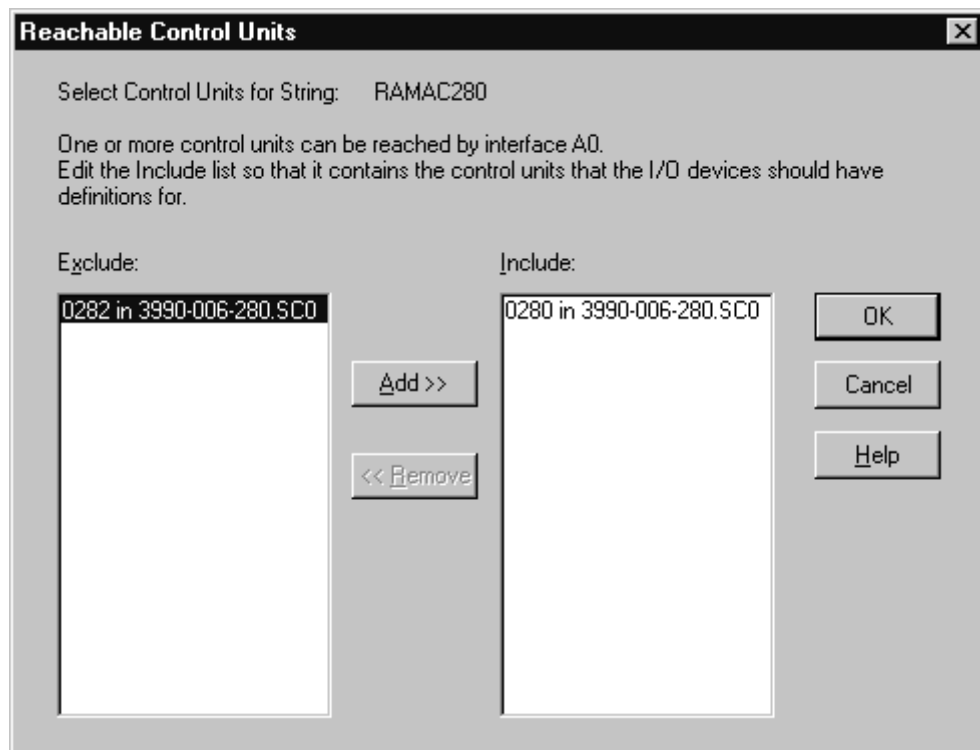 Reachable Control Units
Select Control Units for String: RAMAC280
One or more control units can be reached by interface A0.
Edit the Include list so that it contains the control units that the I/O devices should have
definitions for.
Exclude:
Include:
0282 in 3990-006-280.SC0
0280 in 3990-006-280.SC0
OK
Add >>
Cancel
<< Remove
Help